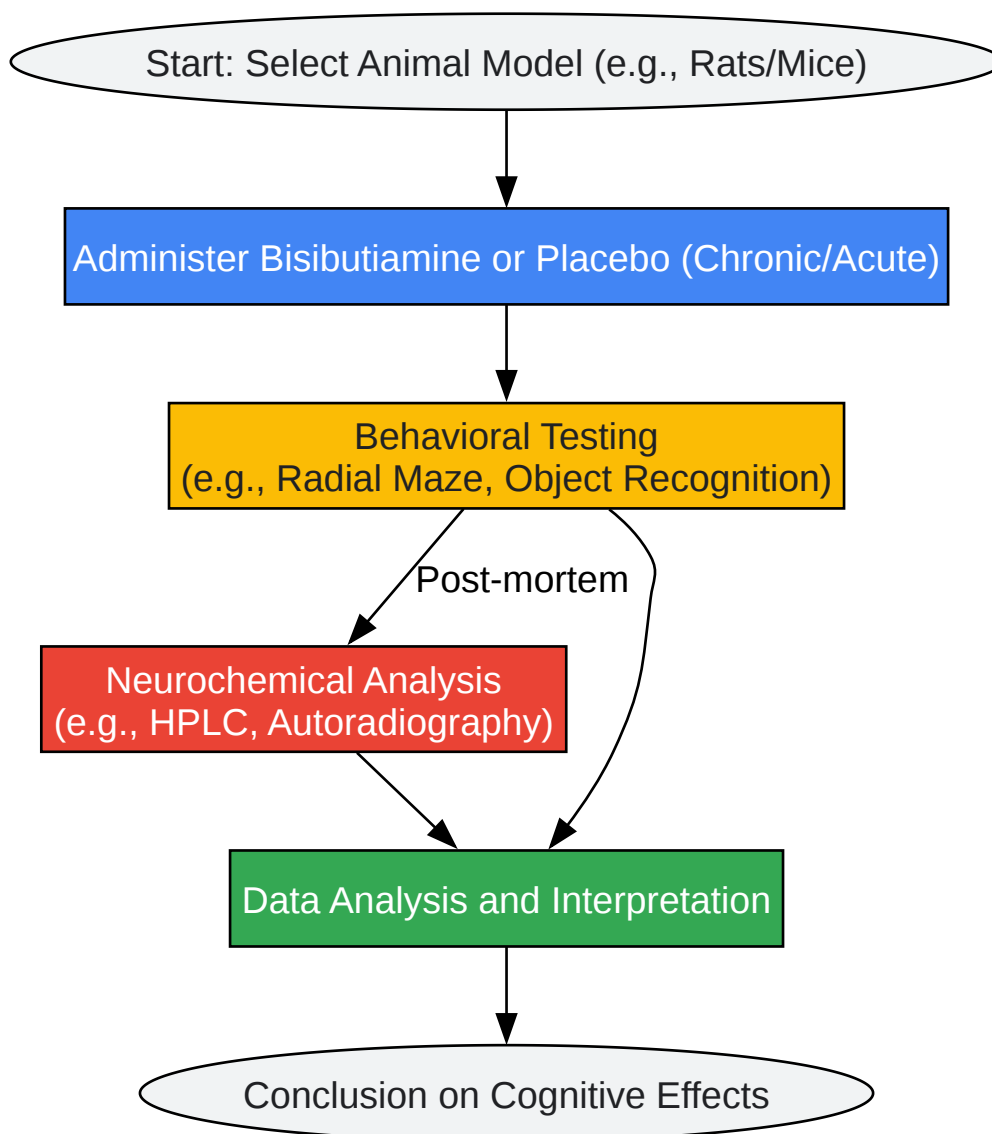 Start: Select Animal Model (e.g., Rats/Mice)
Administer Bisibutiamine or Placebo (Chronic/Acute)
Behavioral Testing
(e.g., Radial Maze, Object Recognition)
Post-mortem
Neurochemical Analysis
(e.g., HPLC, Autoradiography)
Data Analysis and Interpretation
Conclusion on Cognitive Effects